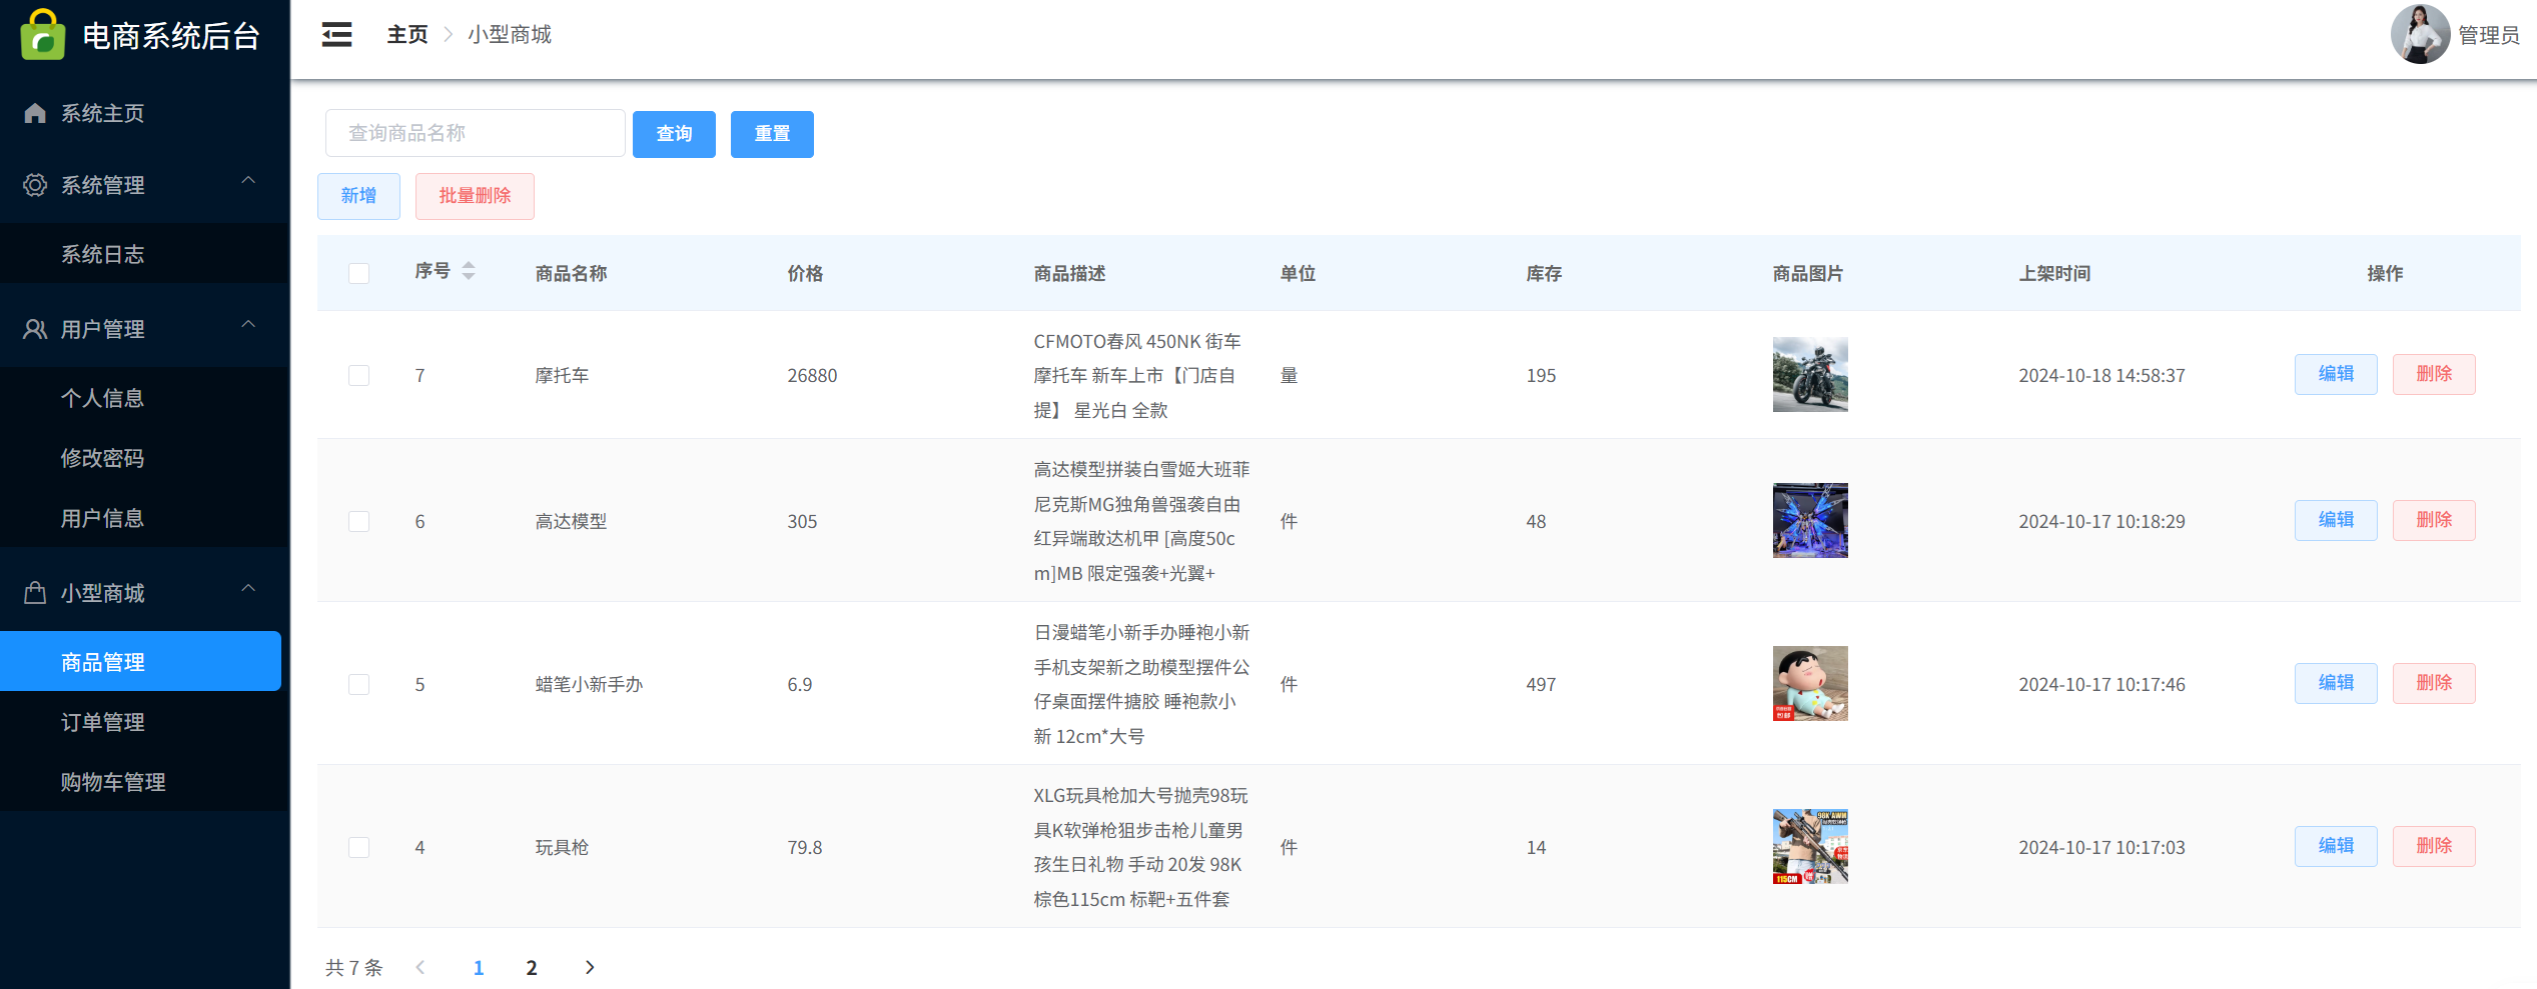 电商系统后台
主页 > 小型商城
管理员
系统主页
系统管理
系统日志
用户管理
个人信息
修改密码
用户信息
小型商城
商品管理
订单管理
购物车管理
查询商品名称 查询 重置
新增 批量删除
序号 商品名称 价格 商品描述 单位 库存 商品图片 上架时间 操作
CFMOTO春风 450NK 街车
7 摩托车 26880 摩托车 新车上市【门店自 量 195 2024-10-18 14:58:37 编辑 删除
提】 星光白 全款
高达模型拼装白雪姬大班菲
尼克斯MG独角兽强袭自由
6 高达模型 305 件 48 2024-10-17 10:18:29 编辑 删除
红异端敢达机甲 [高度50c
m]MB 限定强袭+光翼+
日漫蜡笔小新手办睡袍小新
手机支架新之助模型摆件公
5 蜡笔小新手办 6.9 件 497 2024-10-17 10:17:46 编辑 删除
仔桌面摆件搪胶 睡袍款小
新 12cm*大号
XLG玩具枪加大号抛壳98玩
具K软弹枪狙步击枪儿童男
4 玩具枪 79.8 件 14 2024-10-17 10:17:03 编辑 删除
孩生日礼物 手动 20发 98K
棕色115cm 标靶+五件套
98K AWM
115CM
共 7 条 < 1 2 >